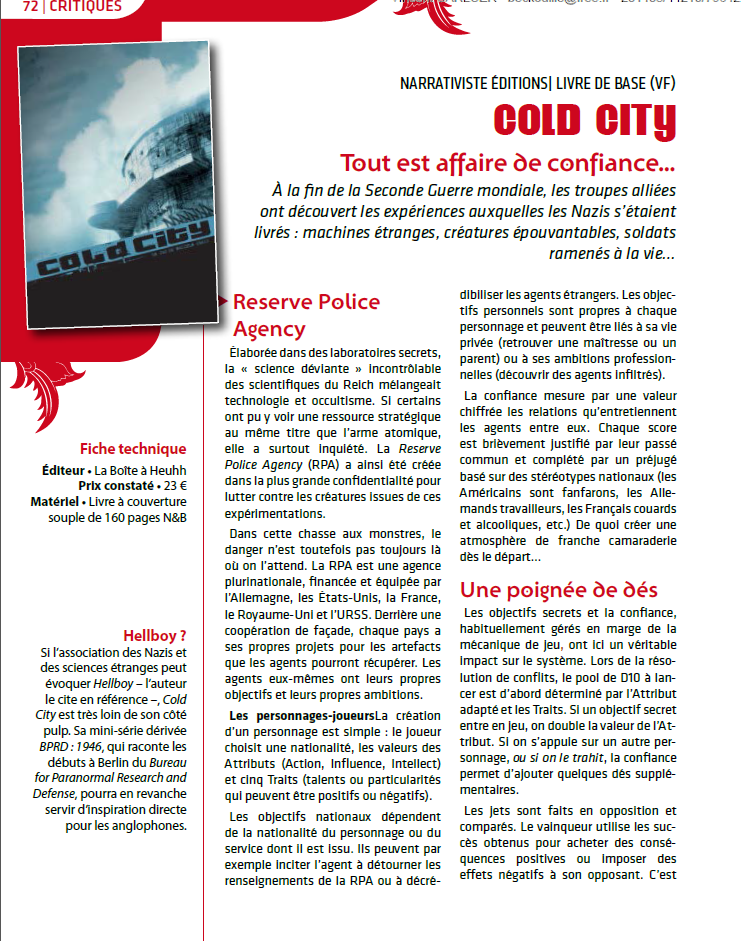 72 | CRITIQUES
NARRATIVISTE ÉDITIONS| LIVRE DE BASE (VF)
COLD CITY
Tout est affaire de confiance...
À la fin de la Seconde Guerre mondiale, les troupes alliées
ont découvert les expériences auxquelles les Nazis s'étaient
livrés : machines étranges, créatures épouvantables, soldats
ramenés à la vie...
cold city
Fiche technique
Éditeur • La Boîte à Heuhh
Prix constaté • 23 €
Matériel • Livre à couverture
souple de 160 pages N&B
Hellboy ?
Si l'association des Nazis et
des sciences étranges peut
évoquer Hellboy – l'auteur
le cite en référence –, Cold
City est très loin de son côté
pulp. Sa mini-série dérivée
BPRD : 1946, qui raconte les
débuts à Berlin du Bureau
for Paranormal Research and
Defense, pourra en revanche
servir d'inspiration directe
pour les anglophones.
Reserve Police
Agency
Élaborée dans des laboratoires secrets,
la « science déviante » incontrôlable
des scientifiques du Reich mélangeait
technologie et occultisme. Si certains
ont pu y voir une ressource stratégique
au même titre que l'arme atomique,
elle a surtout inquiété. La Reserve
Police Agency (RPA) a ainsi été créée
dans la plus grande confidentialité pour
lutter contre les créatures issues de ces
expérimentations.
Dans cette chasse aux monstres, le
danger n'est toutefois pas toujours là
où on l'attend. La RPA est une agence
plurinationale, financée et équipée par
l'Allemagne, les États-Unis, la France,
le Royaume-Uni et l'URSS. Derrière une
coopération de façade, chaque pays a
ses propres projets pour les artefacts
que les agents pourront récupérer. Les
agents eux-mêmes ont leurs propres
objectifs et leurs propres ambitions.
Les personnages-joueursLa création
d'un personnage est simple : le joueur
choisit une nationalité, les valeurs des
Attributs (Action, Influence, Intellect)
et cinq Traits (talents ou particularités
qui peuvent être positifs ou négatifs).
Les objectifs nationaux dépendent
de la nationalité du personnage ou du
service dont il est issu. Ils peuvent par
exemple inciter l'agent à détourner les
renseignements de la RPA ou à décré-
dibiliser les agents étrangers. Les objec-
tifs personnels sont propres à chaque
personnage et peuvent être liés à sa vie
privée (retrouver une maîtresse ou un
parent) ou à ses ambitions profession-
nelles (découvrir des agents infiltrés).
La confiance mesure par une valeur
chiffrée les relations qu'entretiennent
les agents entre eux. Chaque score
est brièvement justifié par leur passé
commun et complété par un préjugé
basé sur des stéréotypes nationaux (les
Américains sont fanfarons, les Alle-
mands travailleurs, les Français couards
et alcooliques, etc.) De quoi créer une
atmosphère de franche camaraderie
dès le départ...
Une poignée de dés
Les objectifs secrets et la confiance,
habituellement gérés en marge de la
mécanique de jeu, ont ici un véritable
impact sur le système. Lors de la réso-
lution de conflits, le pool de D10 à lan-
cer est d'abord déterminé par l'Attribut
adapté et les Traits. Si un objectif secret
entre en jeu, on double la valeur de l'At-
tribut. Si on s'appuie sur un autre per-
sonnage, ou si on le trahit, la confiance
permet d'ajouter quelques dés supplé-
mentaires.
Les jets sont faits en opposition et
comparés. Le vainqueur utilise les suc-
cès obtenus pour acheter des consé-
quences positives ou imposer des
effets négatifs à son opposant. C'est